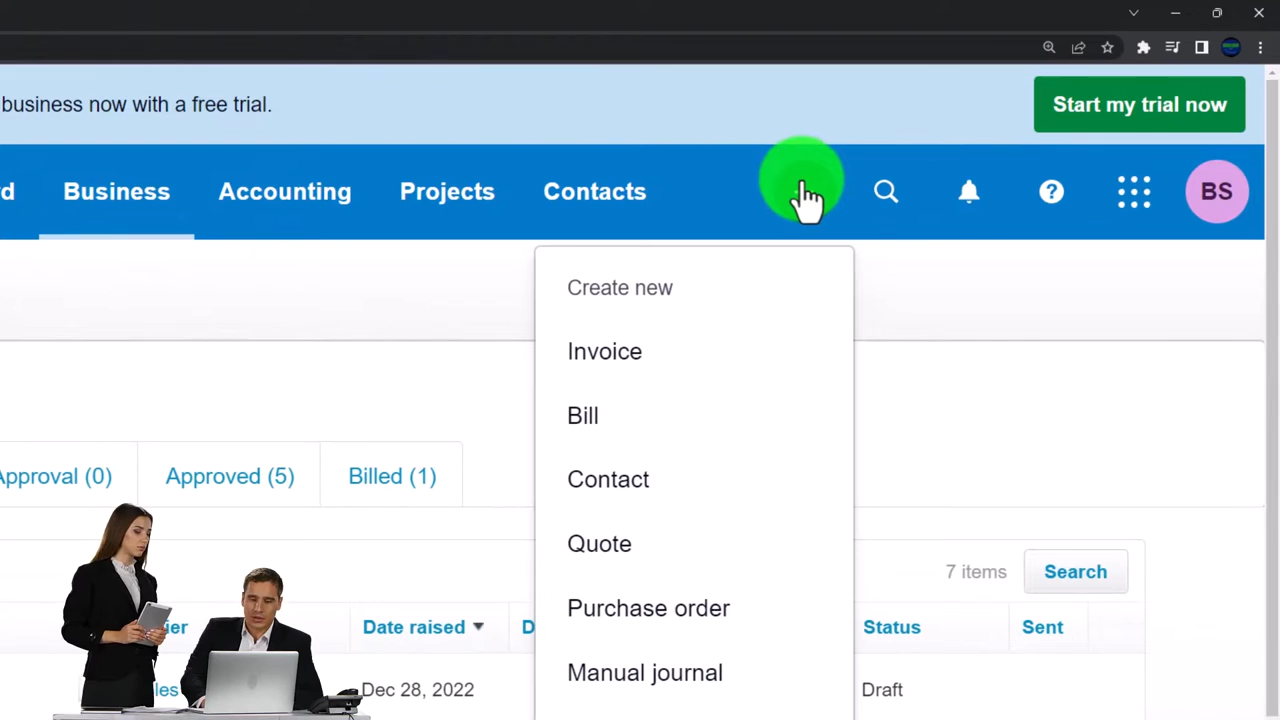 business now with a free trial.
Start my trial now
Business
Accounting
Projects
Contacts
BS
Create new
Invoice
Bill
Contact
Quote
Purchase order
Manual journal
Approval (0)
Approved (5)
Billed (1)
7 items
Search
Date raised
Status
Sent
Dec 28, 2022
Draft